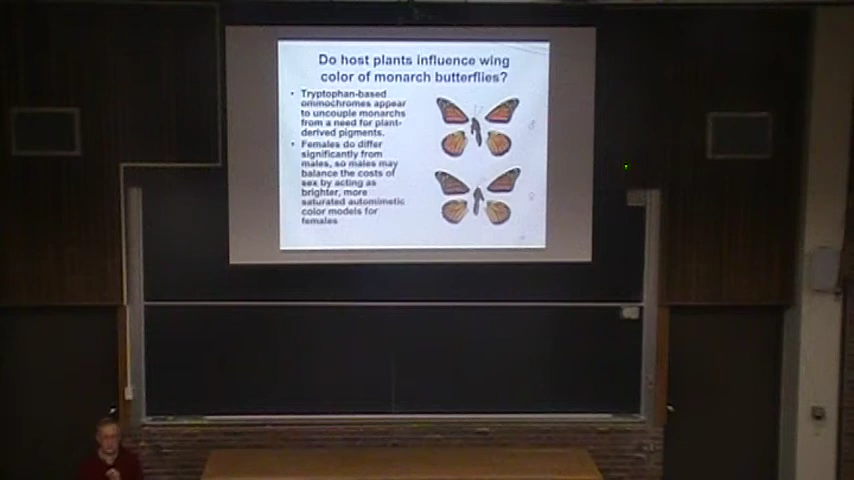 Do host plants influence wing
color of monarch butterflies?
• Tryptophan-based
ommochromes appear
to uncouple monarchs
from a need for plant-
derived pigments.
• Females do differ
significantly from
males, so males may
balance the costs of
sex by acting as
brighter, more
saturated automimetic
color models for
females
♂
♀